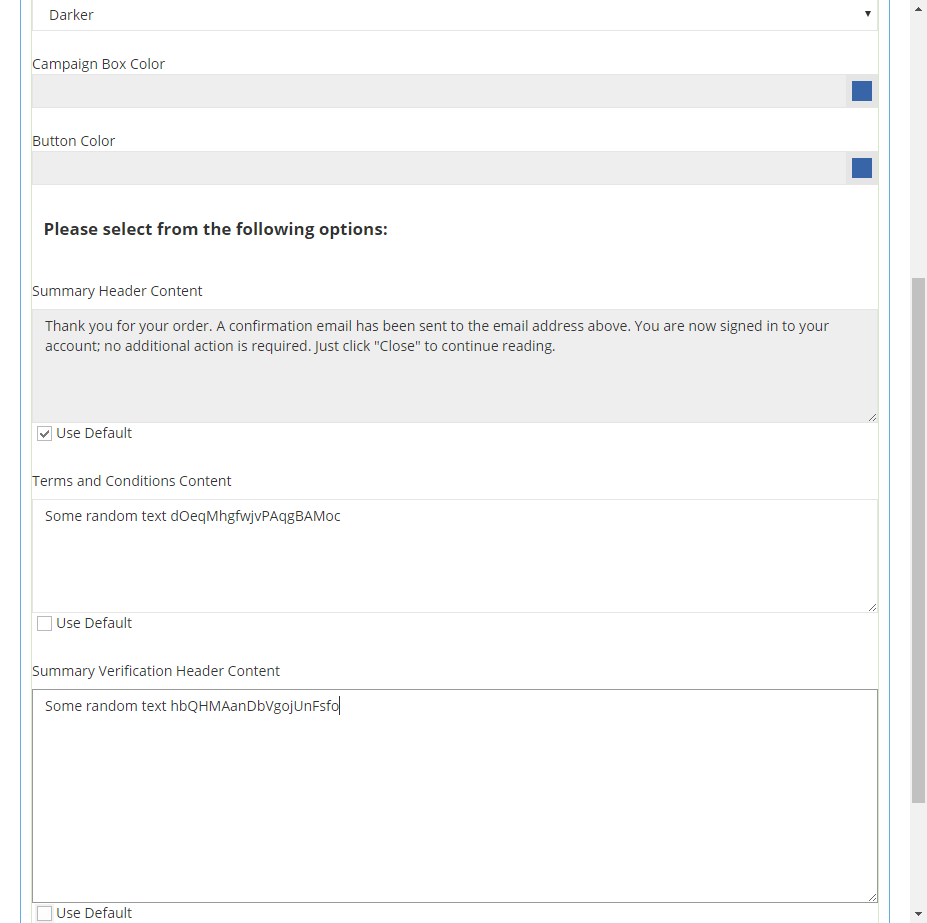 Darker
Campaign Box Color
Button Color
Please select from the following options:
Summary Header Content
Thank you for your order. A confirmation email has been sent to the email address above. You are now signed in to your
account; no additional action is required. Just click "Close" to continue reading.
Use Default
Terms and Conditions Content
Some random text dOeqMhgfwjvPAqgBAMoc
Use Default
Summary Verification Header Content
Some random text hbQHMAanDbVgojUnFsfo
Use Default